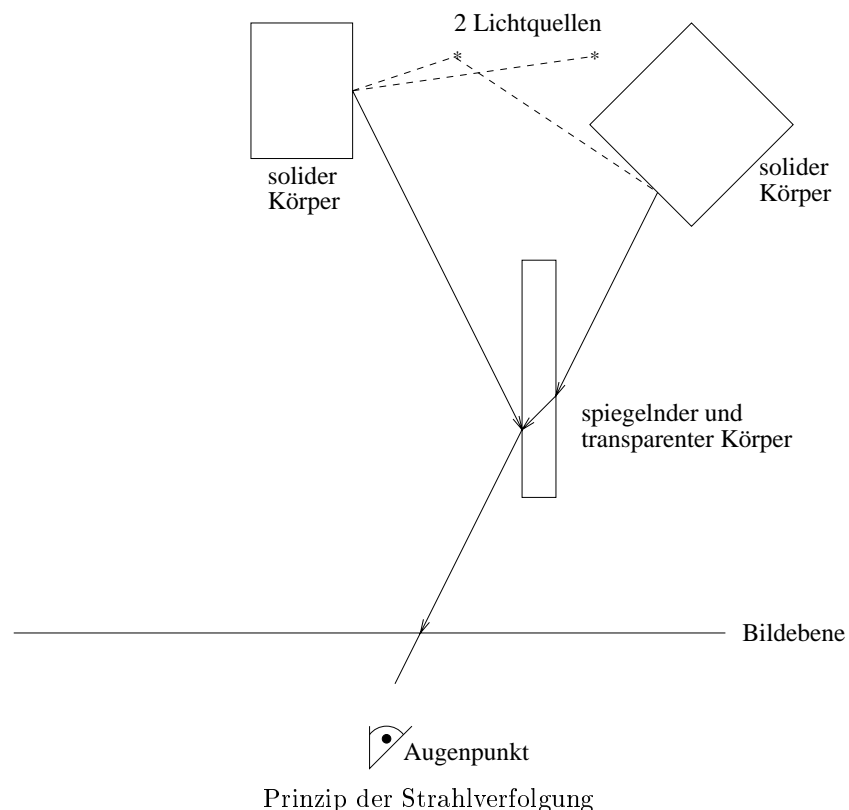 2 Lichtquellen
solider
Körper
solider
Körper
spiegelnder und
transparenter Körper
Bildebene
Augenpunkt
Prinzip der Strahlverfolgung